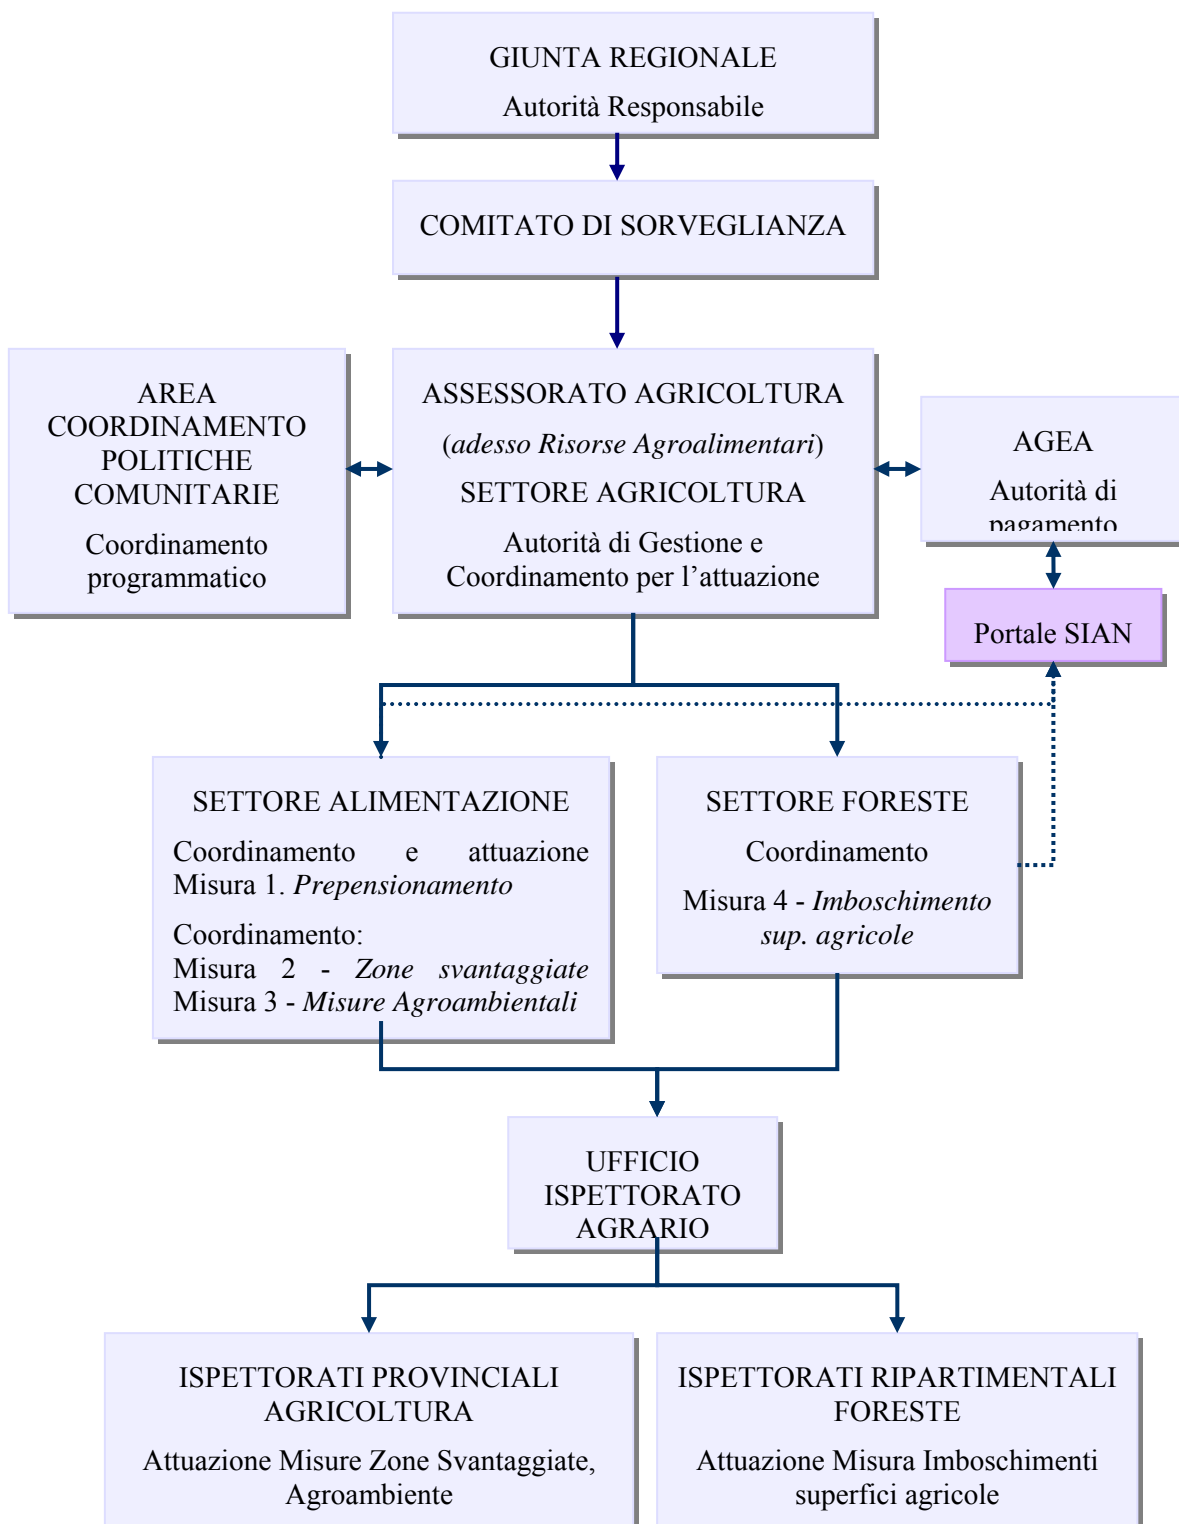 GIUNTA REGIONALE
Autorità Responsabile
COMITATO DI SORVEGLIANZA
AREA
COORDINAMENTO
POLITICHE
COMUNITARIE
Coordinamento
programmatico
ASSESSORATO AGRICOLTURA
(adesso Risorse Agroalimentari)
SETTORE AGRICOLTURA
Autorità di Gestione e
Coordinamento per l’attuazione
AGEA
Autorità di
pagamento
Portale SIAN
SETTORE ALIMENTAZIONE
Coordinamento e attuazione
Misura 1. Prepensionamento
Coordinamento:
Misura 2 - Zone svantaggiate
Misura 3 - Misure Agroambientali
SETTORE FORESTE
Coordinamento
Misura 4 - Imboschimento
sup. agricole
UFFICIO
ISPETTORATO
AGRARIO
ISPETTORATI PROVINCIALI
AGRICOLTURA
Attuazione Misure Zone Svantaggiate,
Agroambiente
ISPETTORATI RIPARTIMENTALI
FORESTE
Attuazione Misura Imboschimenti
superfici agricole